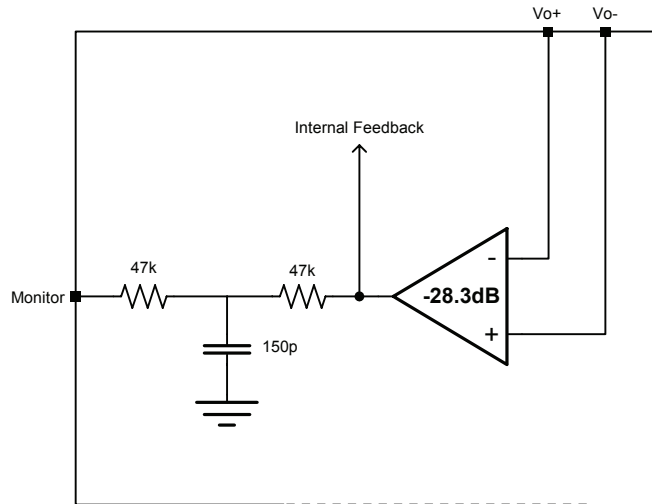 Vo+ Vo-
Internal Feedback
47k 47k
-
Monitor
-28.3dB
+
150p